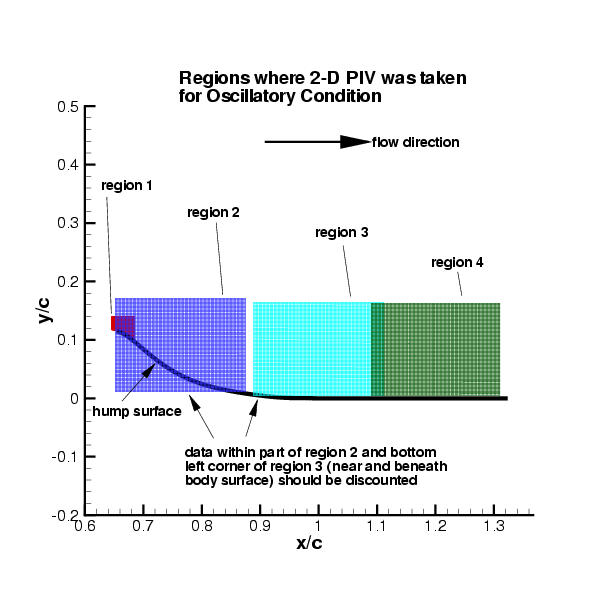 Regions where 2-D PIV was taken
for Oscillatory Condition
0.5
flow direction
0.4
region 1
region 2
0.3
region 3
region 4
0.2
y/c
0.1
0
hump surface
data within part of region 2 and bottom
left corner of region 3 (near and beneath
body surface) should be discounted
-0.1
-0.2
0.6 0.7 0.8 0.9 1 1.1 1.2 1.3
x/c